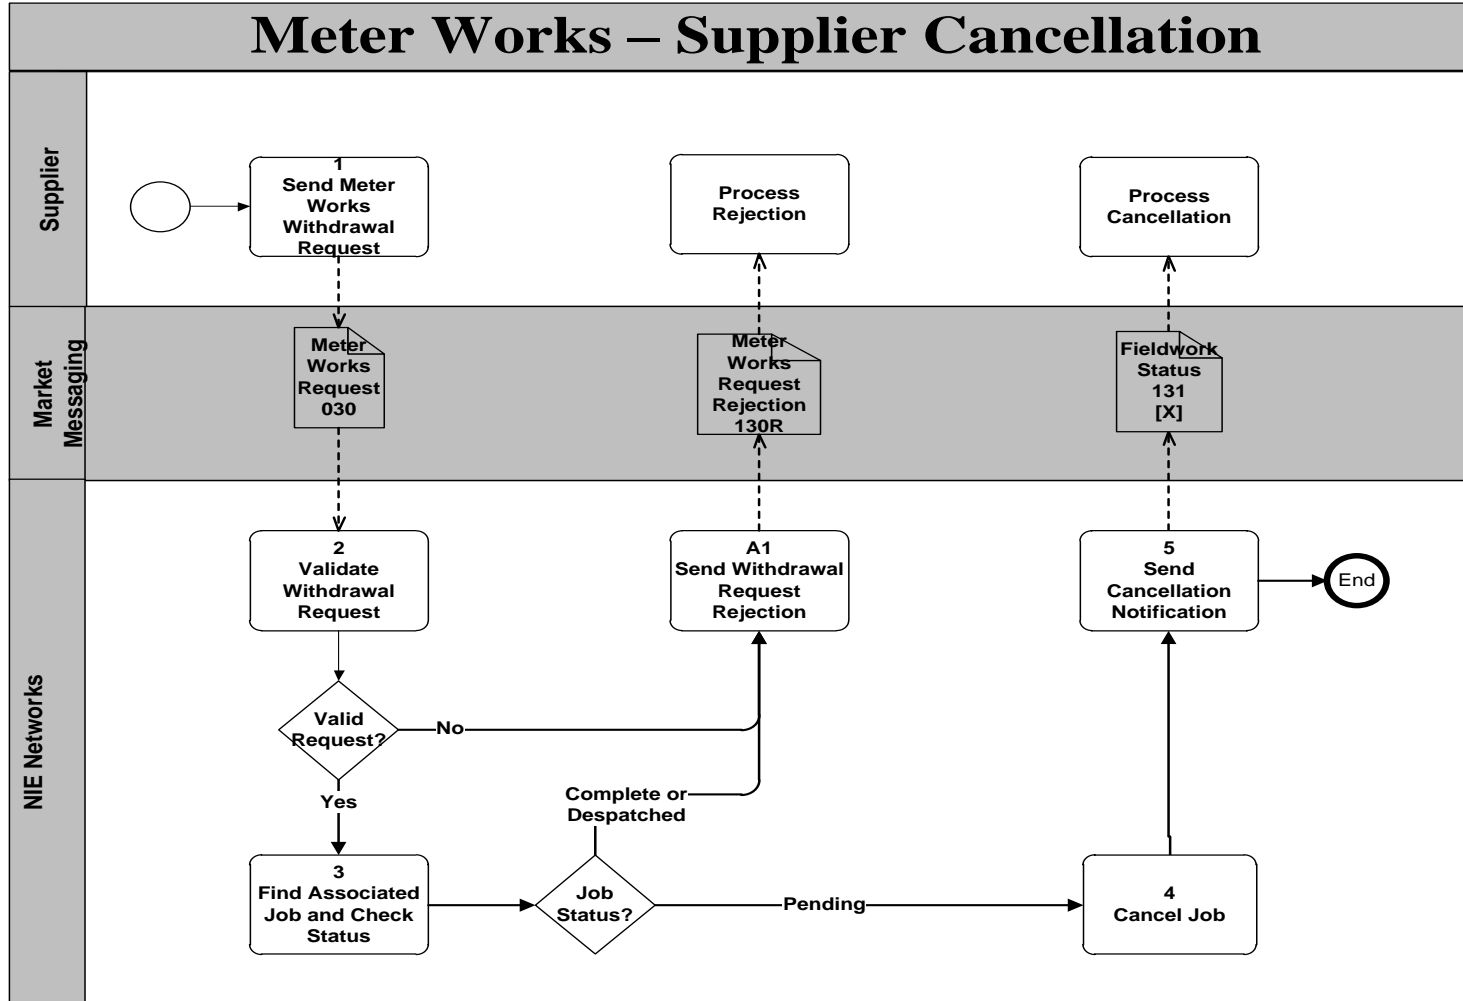 Meter Works – Supplier Cancellation
Supplier
1
Send Meter
Works
Withdrawal
Request
Process
Rejection
Process
Cancellation
Market
Messaging
Meter
Works
Request
030
Meter
Works
Request
Rejection
130R
Fieldwork
Status
131
[X]
NIE Networks
2
Validate
Withdrawal
Request
A1
Send Withdrawal
Request
Rejection
5
Send
Cancellation
Notification
End
Valid
Request?
No
Yes
Complete or
Despatched
3
Find Associated
Job and Check
Status
Job
Status?
Pending
4
Cancel Job